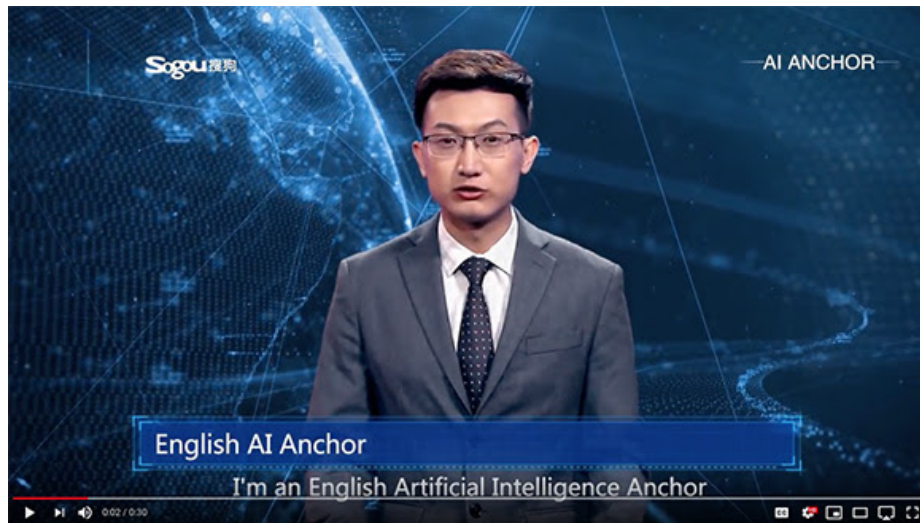 Sogou搜狗
AI ANCHOR
English AI Anchor
I'm an English Artificial Intelligence Anchor
0:02 / 0:30
CC